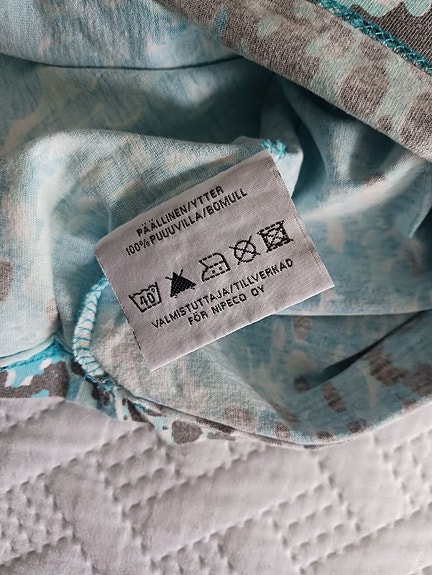 PÄÄLLINEN/YTTER
100% PUUVILLA/BOMULL
40
VALMISTUTTAJA/TILLVERKAD
FÖR NIFECO OY